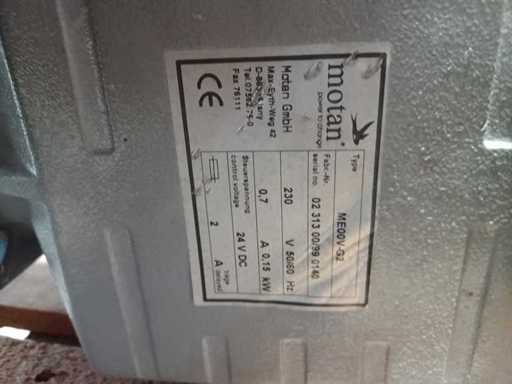 motan®
power to change
Motan GmbH
Max-Eyth-Weg 42
Tel. 07562 76-0
Fax 76111
CE
Type ME00V-G2
Fabr.-Nr.
serial no. 02 313 00/99 0140
230 V 50/60 Hz
0,7 A 0,15 kW
Steuerspannung
control voltage 24 V DC
2 A träge